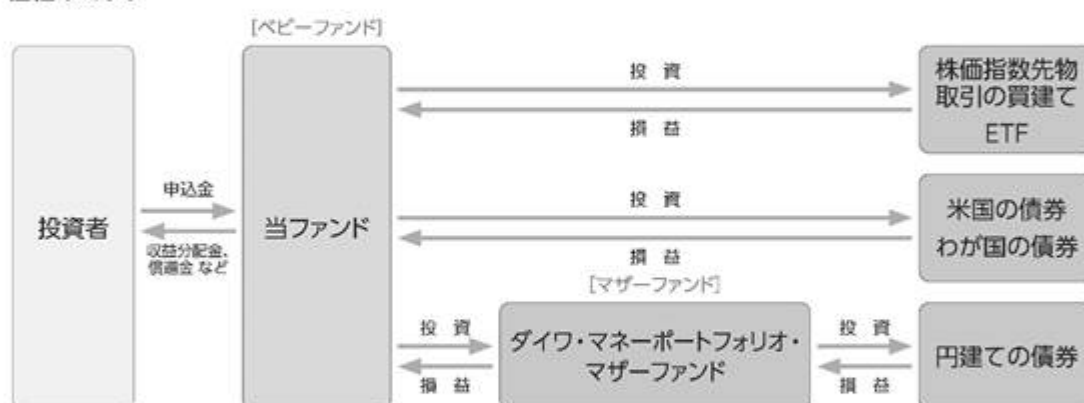 [ベビーファンド]
投資者
申込金
収益分配金、
償還金 など
当ファンド
投 資
損 益
株価指数先物
取引の買建て
ETF
投 資
損 益
米国の債券
わが国の債券
[マザーファンド]
投 資
損 益
ダイワ・マネーポートフォリオ・
マザーファンド
投 資
損 益
円建ての債券